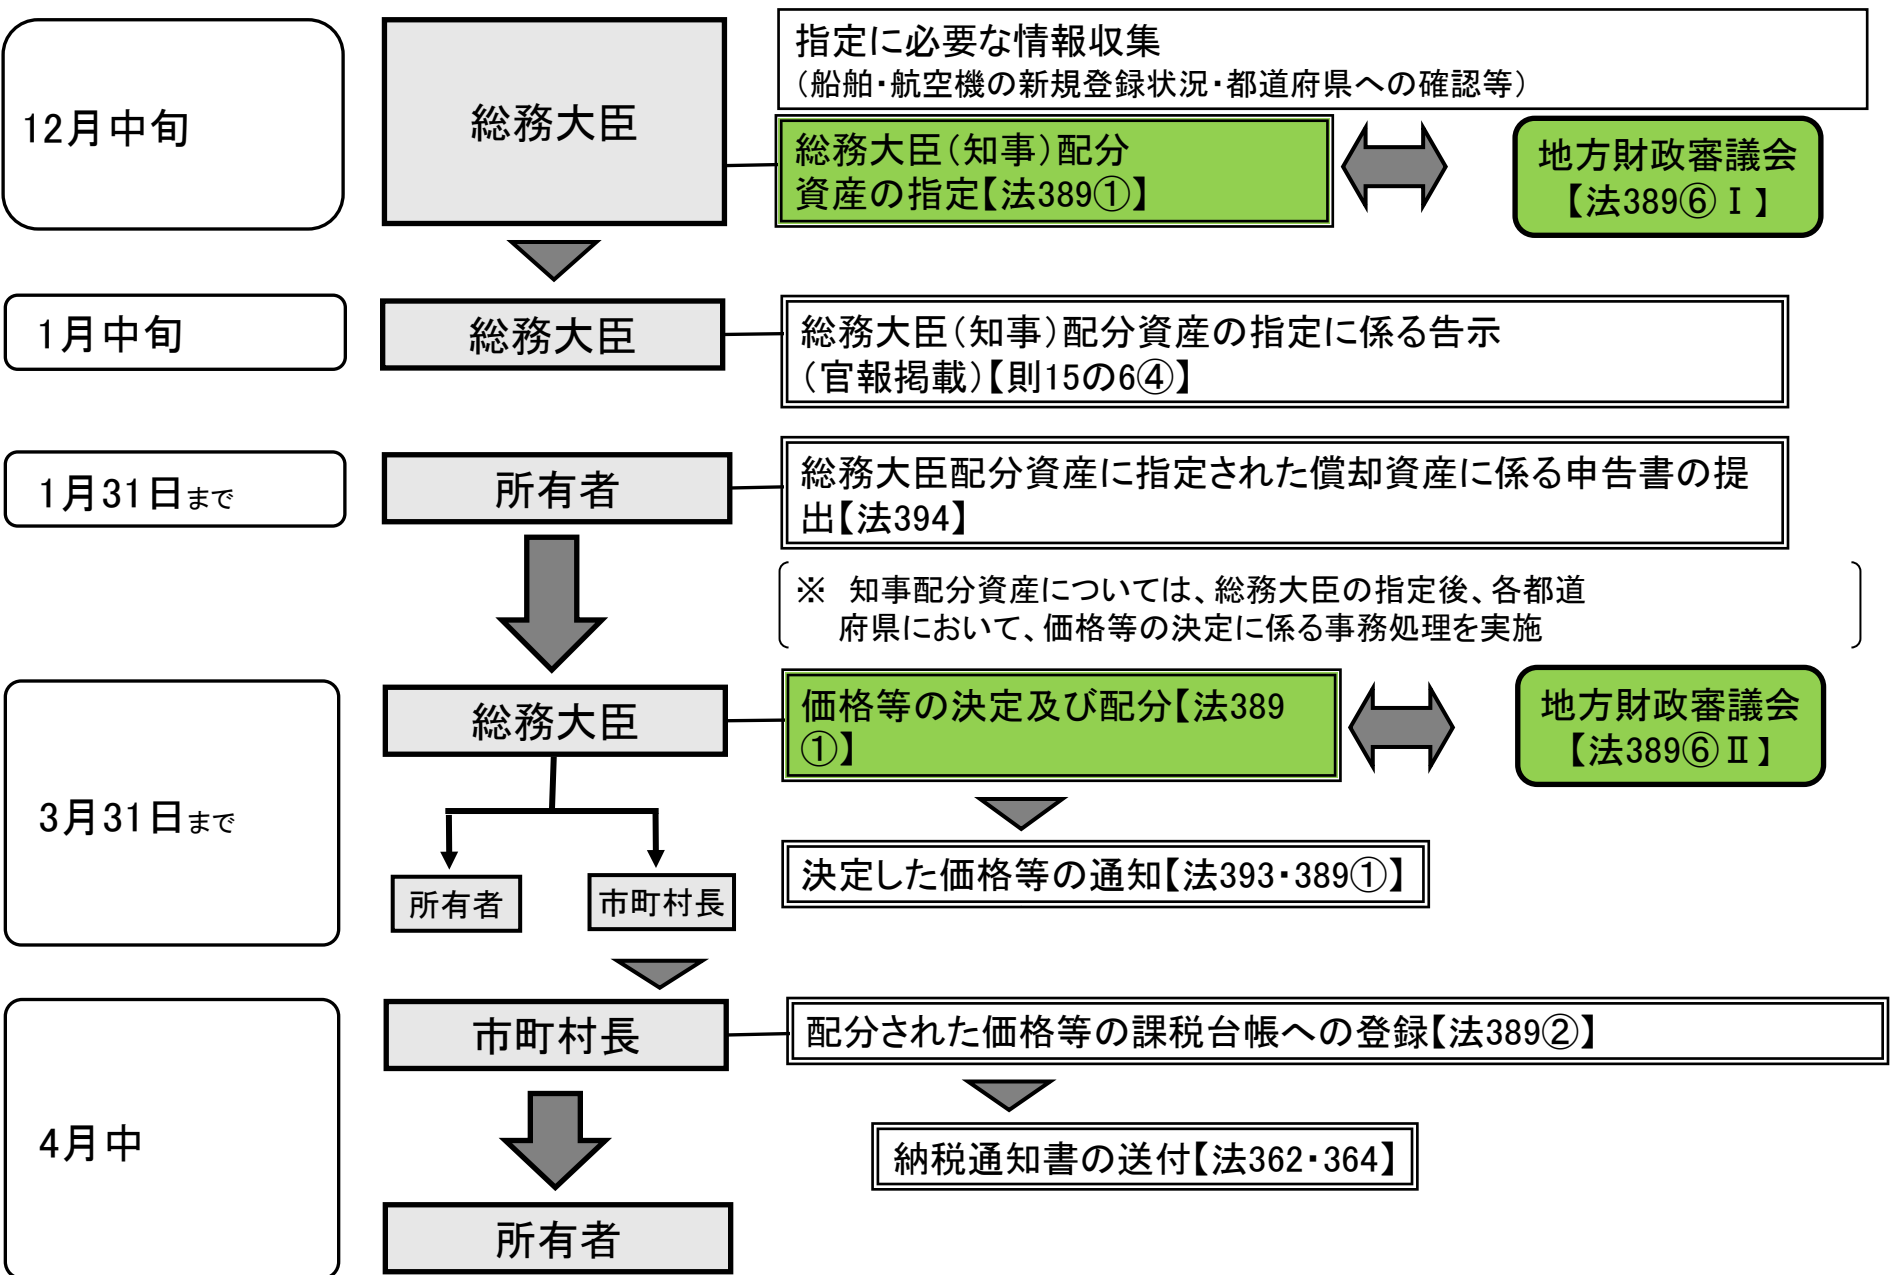 12月中旬
総務大臣
指定に必要な情報収集
（船舶・航空機の新規登録状況・都道府県への確認等）
総務大臣（知事）配分
資産の指定【法389①】
地方財政審議会
【法389⑥Ⅰ】
1月中旬
総務大臣
総務大臣（知事）配分資産の指定に係る告示
（官報掲載）【則15の6④】
1月31日まで
所有者
総務大臣配分資産に指定された償却資産に係る申告書の提
出【法394】
※　知事配分資産については、総務大臣の指定後、各都道
府県において、価格等の決定に係る事務処理を実施
3月31日まで
総務大臣
価格等の決定及び配分【法389
①】
地方財政審議会
【法389⑥Ⅱ】
所有者
市町村長
決定した価格等の通知【法393・389①】
4月中
市町村長
配分された価格等の課税台帳への登録【法389②】
納税通知書の送付【法362・364】
所有者